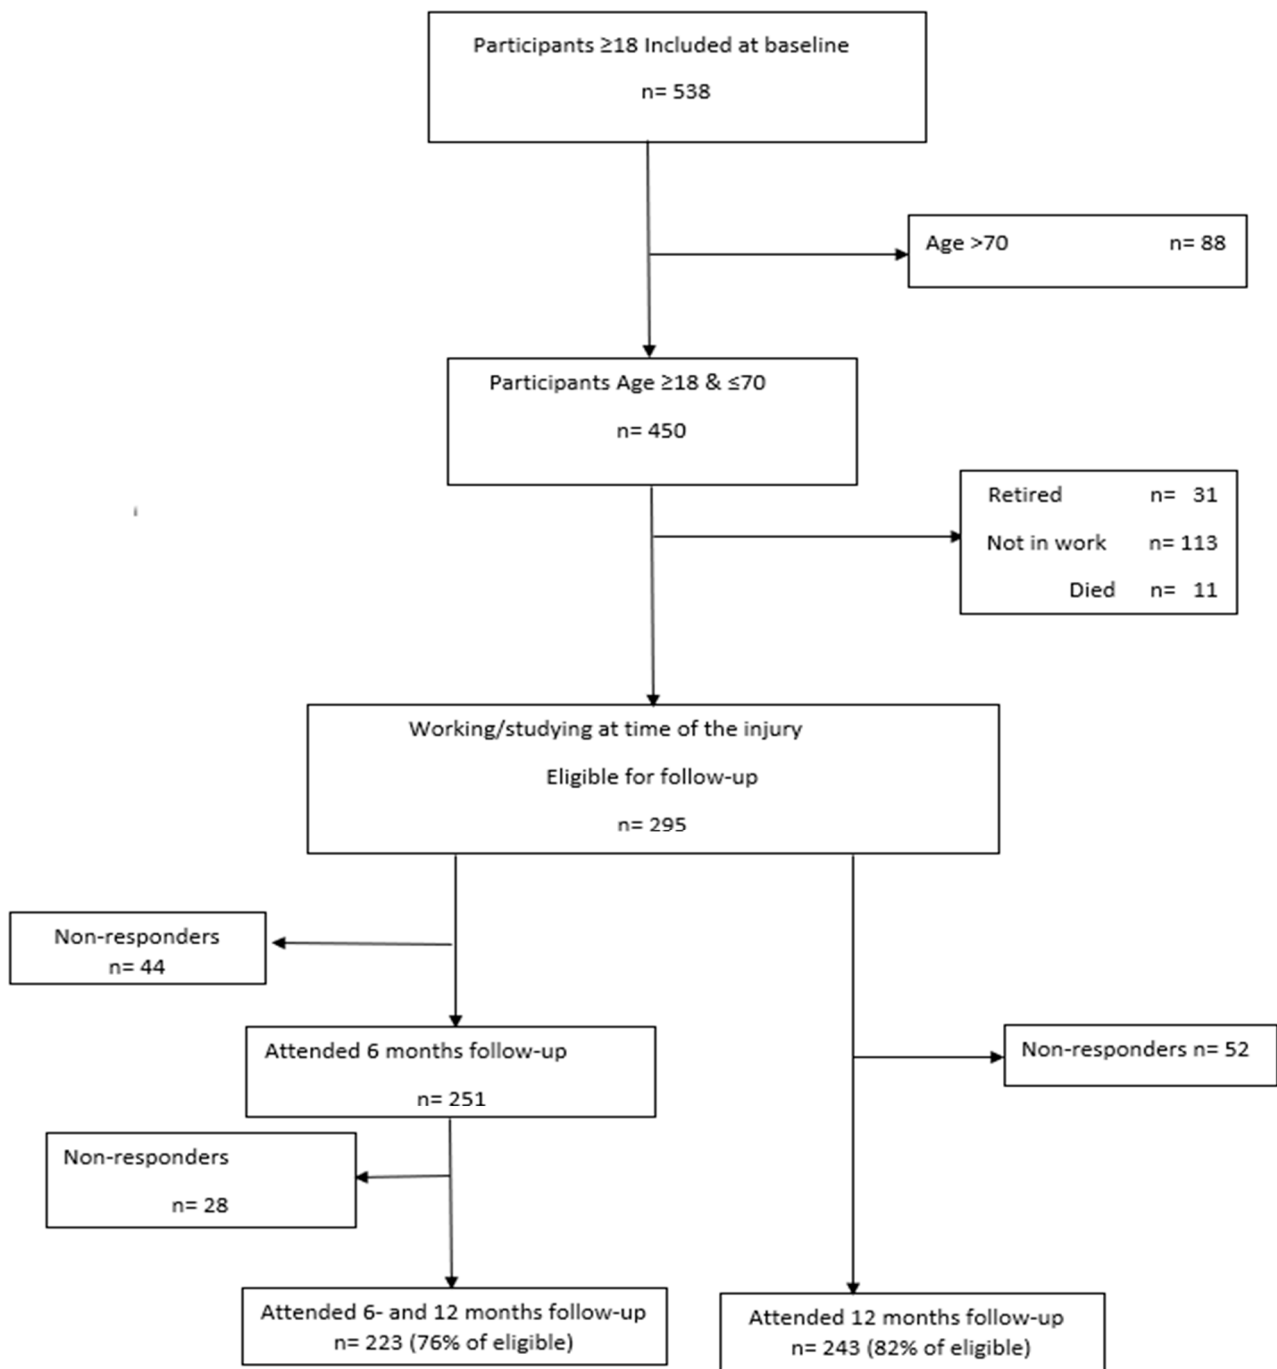 Participants ≥18 Included at baseline
n= 538
Age >70 n= 88
Participants Age ≥18 & ≤70
n= 450
Retired n= 31
Not in work n= 113
Died n= 11
Working/studying at time of the injury
Eligible for follow-up
n= 295
Non-responders
n= 44
Attended 6 months follow-up
n= 251
Non-responders n= 52
Non-responders
n= 28
Attended 6- and 12 months follow-up
n= 223 (76% of eligible)
Attended 12 months follow-up
n= 243 (82% of eligible)